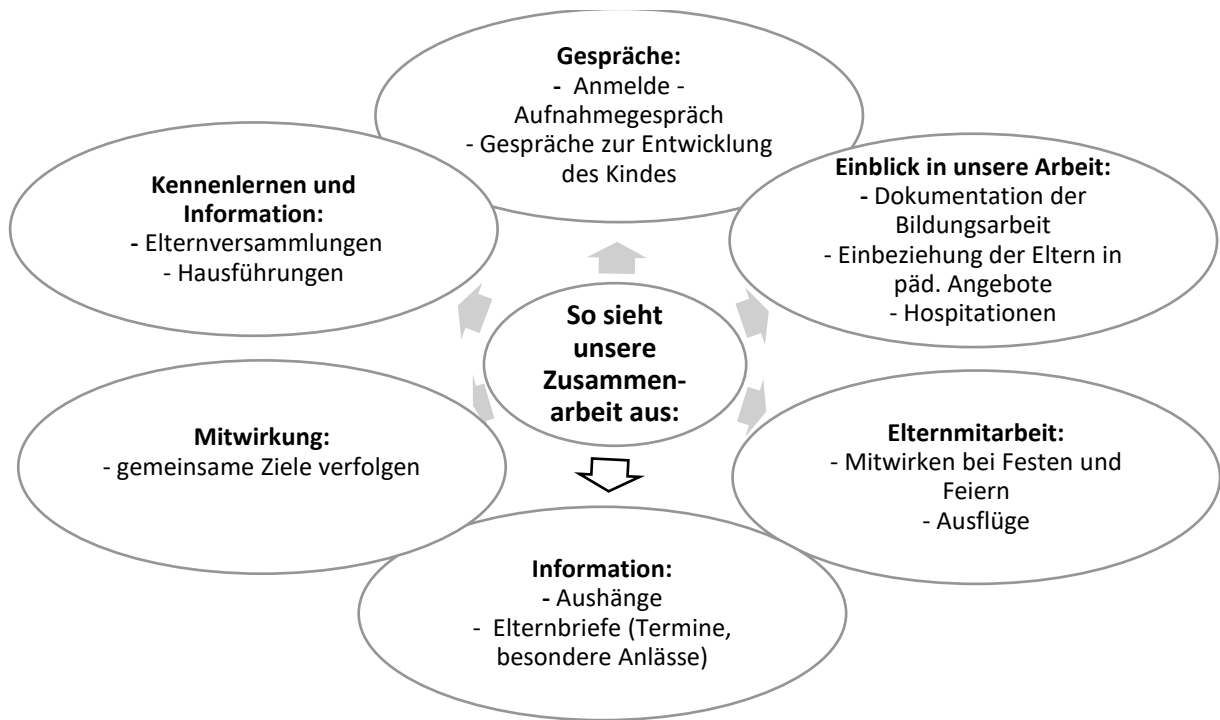 Gespräche:
- Anmelde -
Aufnahmegespräch
- Gespräche zur Entwicklung
des Kindes
Kennenlernen und
Information:
- Elternversammlungen
- Hausführungen
Einblick in unsere Arbeit:
- Dokumentation der
Bildungsarbeit
- Einbeziehung der Eltern in
päd. Angebote
- Hospitationen
So sieht
unsere
Zusammen-
arbeit aus:
Mitwirkung:
- gemeinsame Ziele verfolgen
Elternmitarbeit:
- Mitwirken bei Festen und
Feiern
- Ausflüge
Information:
- Aushänge
- Elternbriefe (Termine,
besondere Anlässe)